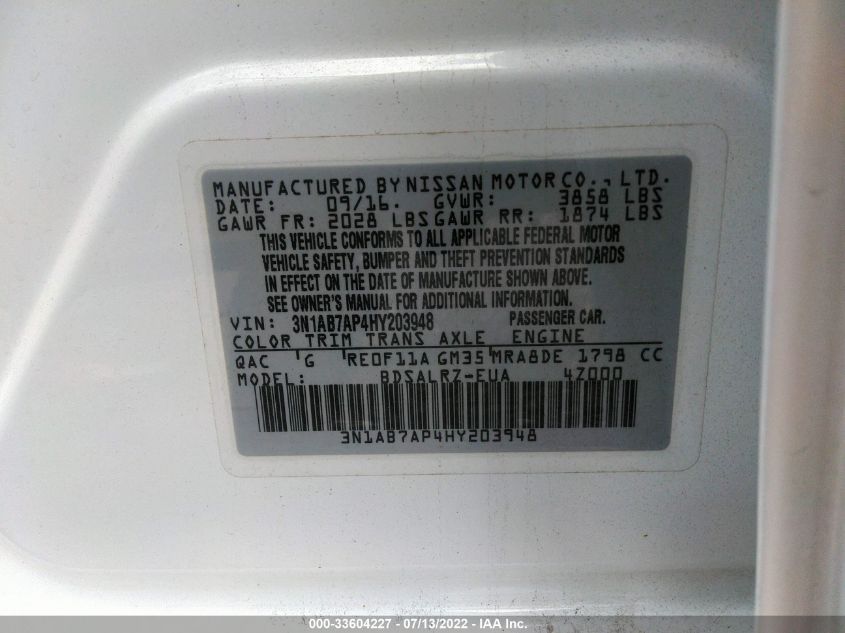 MANUFACTURED BY NISSAN MOTOR CO., LTD.
DATE: 09/16. GVWR: 3858 LBS
GAWR FR: 2028 LBS GAWR RR: 1874 LBS
THIS VEHICLE CONFORMS TO ALL APPLICABLE FEDERAL MOTOR
VEHICLE SAFETY, BUMPER AND THEFT PREVENTION STANDARDS
IN EFFECT ON THE DATE OF MANUFACTURE SHOWN ABOVE.
SEE OWNER'S MANUAL FOR ADDITIONAL INFORMATION.
VIN: 3N1AB7AP4HY203948 PASSENGER CAR.
COLOR TRIM TRANS AXLE ENGINE
QAC 'G RE0F11A GM35'MRA8DE 1798 CC
MODEL: BDSALRZ-EUA 4Z000
3N1AB7AP4HY203948
000-33604227 - 07/13/2022 - IAA Inc.